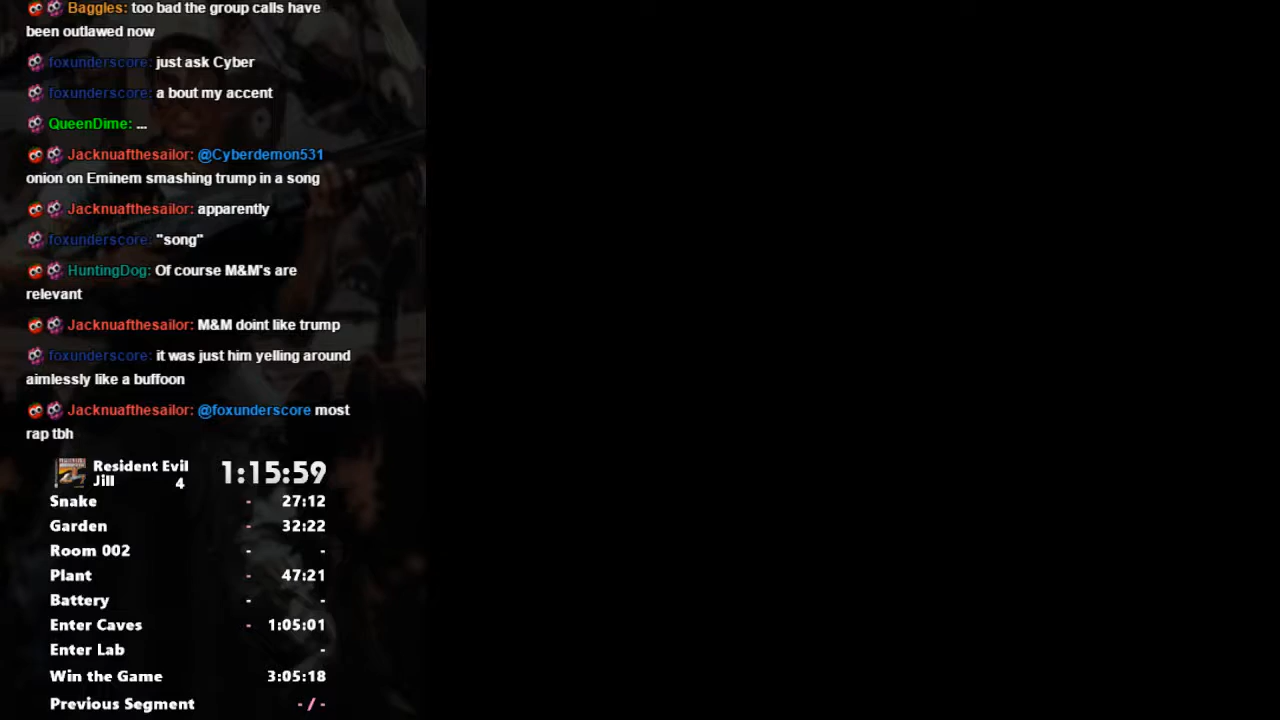 Baggles: too bad the group calls have
been outlawed now
foxunderscore: just ask Cyber
foxunderscore: a bout my accent
QueenDime: ...
Jacknuafthesailor: @Cyberdemon531
onion on Eminem smashing trump in a song
Jacknuafthesailor: apparently
foxunderscore: "song"
HuntingDog: Of course M&M's are
relevant
Jacknuafthesailor: M&M doint like trump
foxunderscore: it was just him yelling around
aimlessly like a buffoon
Jacknuafthesailor: @foxunderscore most
rap tbh
Resident Evil 1:15:59
Jill 4
Snake - 27:12
Garden - 32:22
Room 002 - -
Plant - 47:21
Battery - -
Enter Caves - 1:05:01
Enter Lab -
Win the Game 3:05:18
Previous Segment - / -